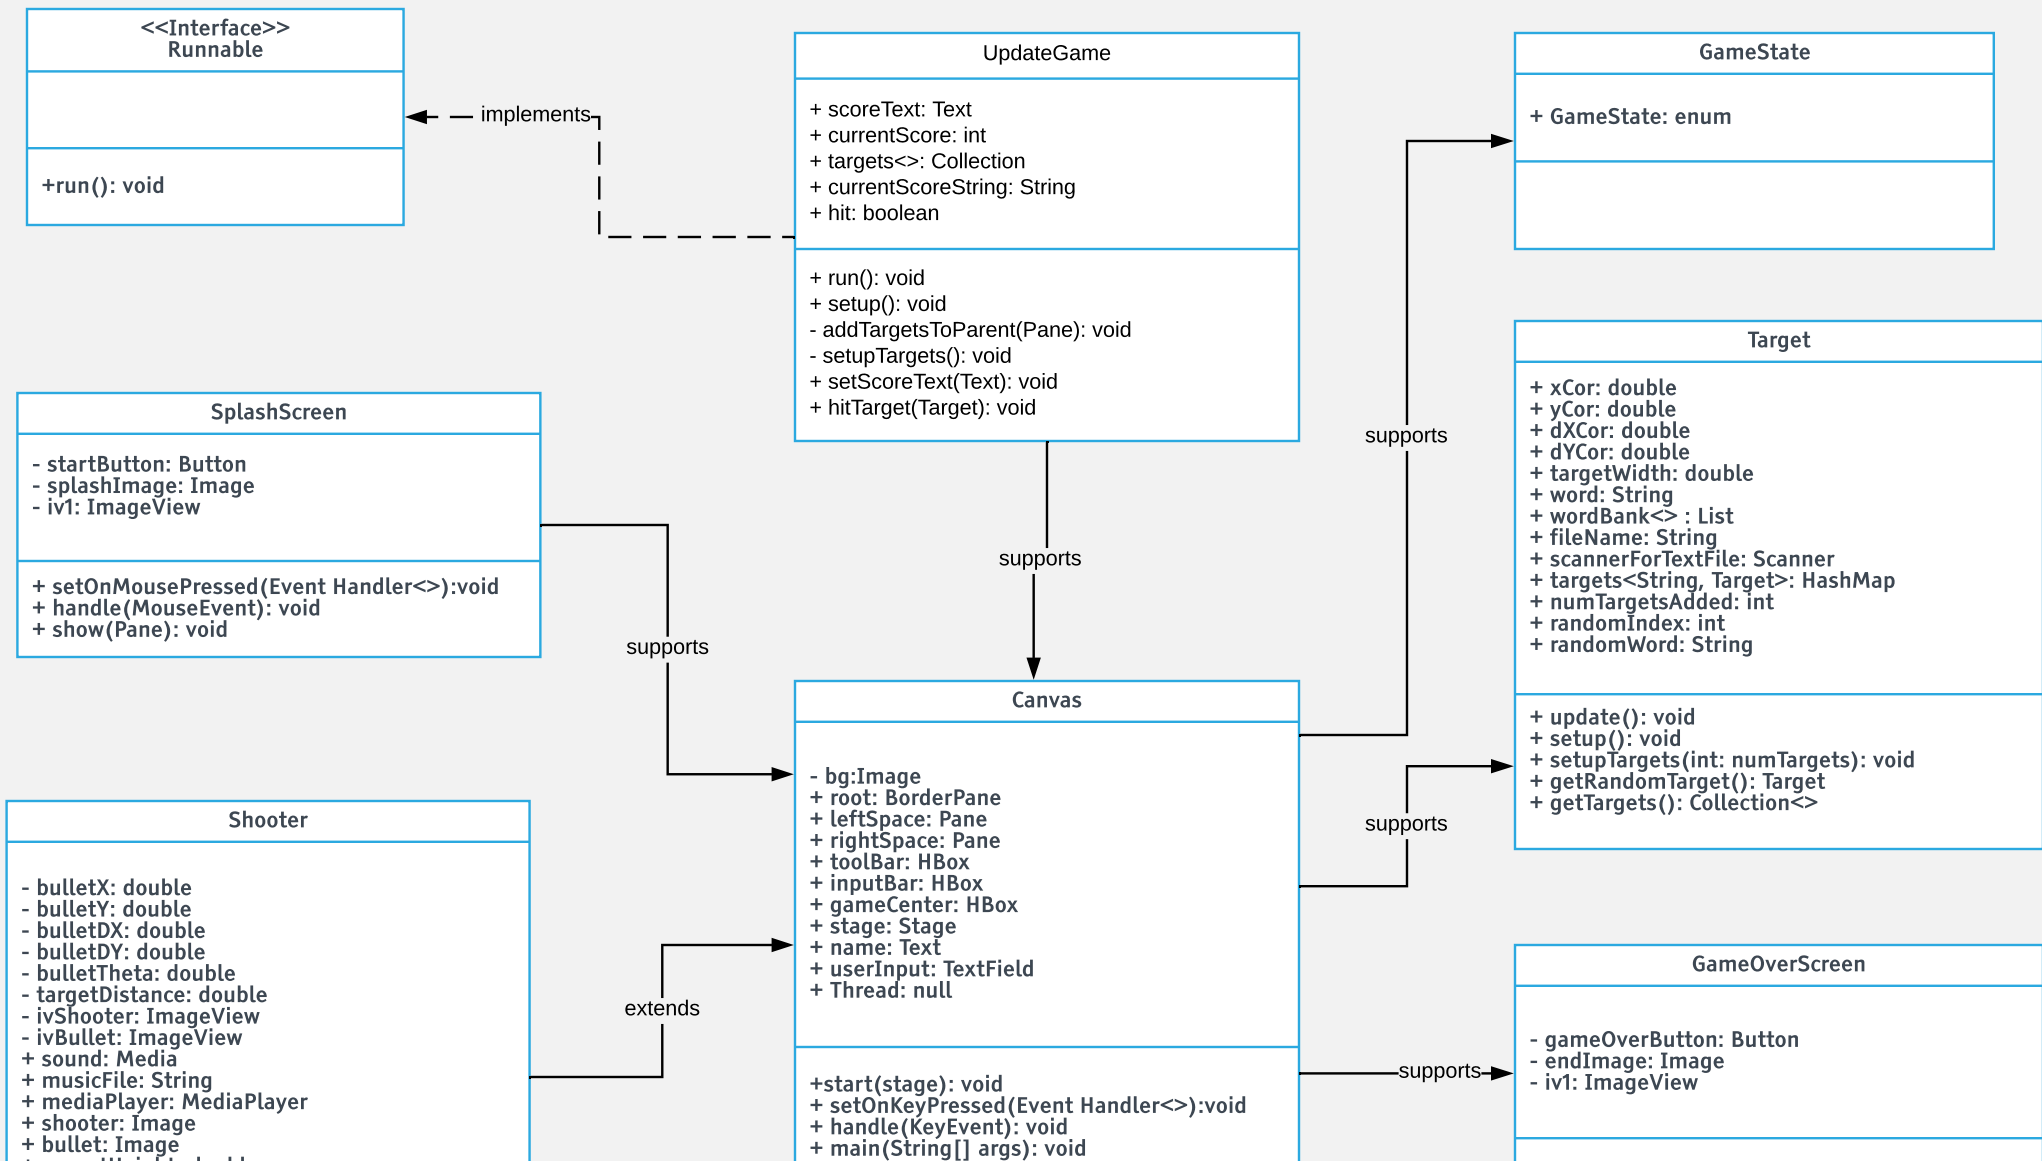 <<Interface>>
Runnable
+run(): void
implements
UpdateGame
+ scoreText: Text
+ currentScore: int
+ targets<>: Collection
+ currentScoreString: String
+ hit: boolean
+ run(): void
+ setup(): void
- addTargetsToParent(Pane): void
- setupTargets(): void
+ setScoreText(Text): void
+ hitTarget(Target): void
GameState
+ GameState: enum
supports
Target
+ xCor: double
+ yCor: double
+ dXCor: double
+ dYCor: double
+ targetWidth: double
+ word: String
+ wordBank<> : List
+ fileName: String
+ scannerForTextFile: Scanner
+ targets<String, Target>: HashMap
+ numTargetsAdded: int
+ randomIndex: int
+ randomWord: String
+ update(): void
+ setup(): void
+ setupTargets(int: numTargets): void
+ getRandomTarget(): Target
+ getTargets(): Collection<>
SplashScreen
- startButton: Button
- splashImage: Image
- iv1: ImageView
+ setOnMousePressed(Event Handler<>):void
+ handle(MouseEvent): void
+ show(Pane): void
supports
supports
Canvas
- bg:Image
+ root: BorderPane
+ leftSpace: Pane
+ rightSpace: Pane
+ toolBar: HBox
+ inputBar: HBox
+ gameCenter: HBox
+ stage: Stage
+ name: Text
+ userInput: TextField
+ Thread: null
+start(stage): void
+ setOnKeyPressed(Event Handler<>):void
+ handle(KeyEvent): void
+ main(String[] args): void
supports
Shooter
- bulletX: double
- bulletY: double
- bulletDX: double
- bulletDY: double
- bulletTheta: double
- targetDistance: double
- ivShooter: ImageView
- ivBullet: ImageView
+ sound: Media
+ musicFile: String
+ mediaPlayer: MediaPlayer
+ shooter: Image
+ bullet: Image
extends
supports
GameOverScreen
- gameOverButton: Button
- endImage: Image
- iv1: ImageView